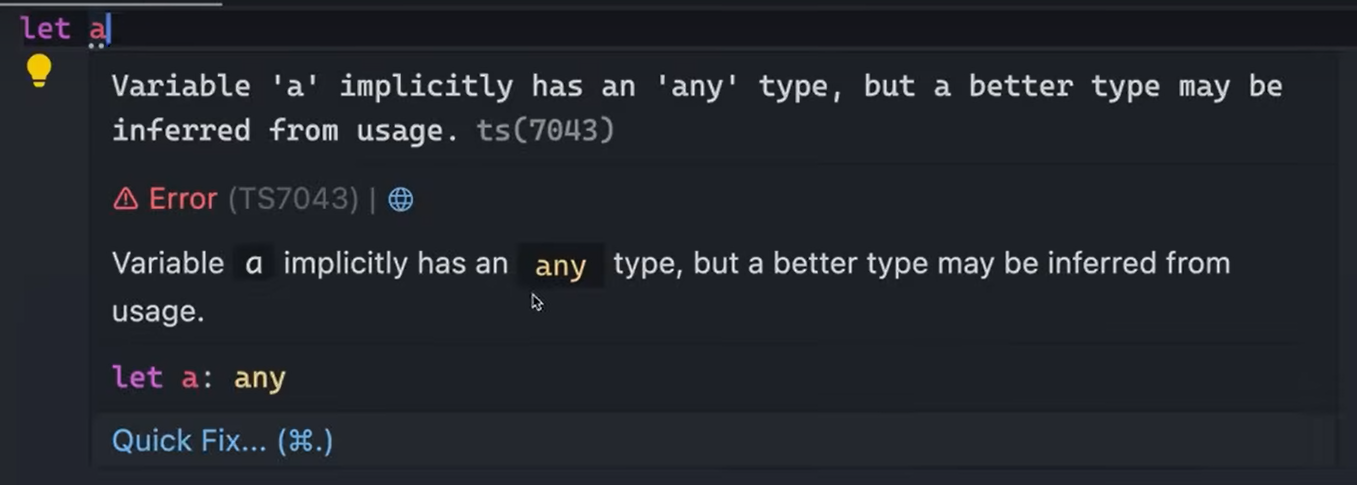 let a
Variable 'a' implicitly has an 'any' type, but a better type may be
inferred from usage. ts(7043)
Error (TS7043) |
Variable a implicitly has an any type, but a better type may be inferred from
usage.
let a: any
Quick Fix... (⌘.)